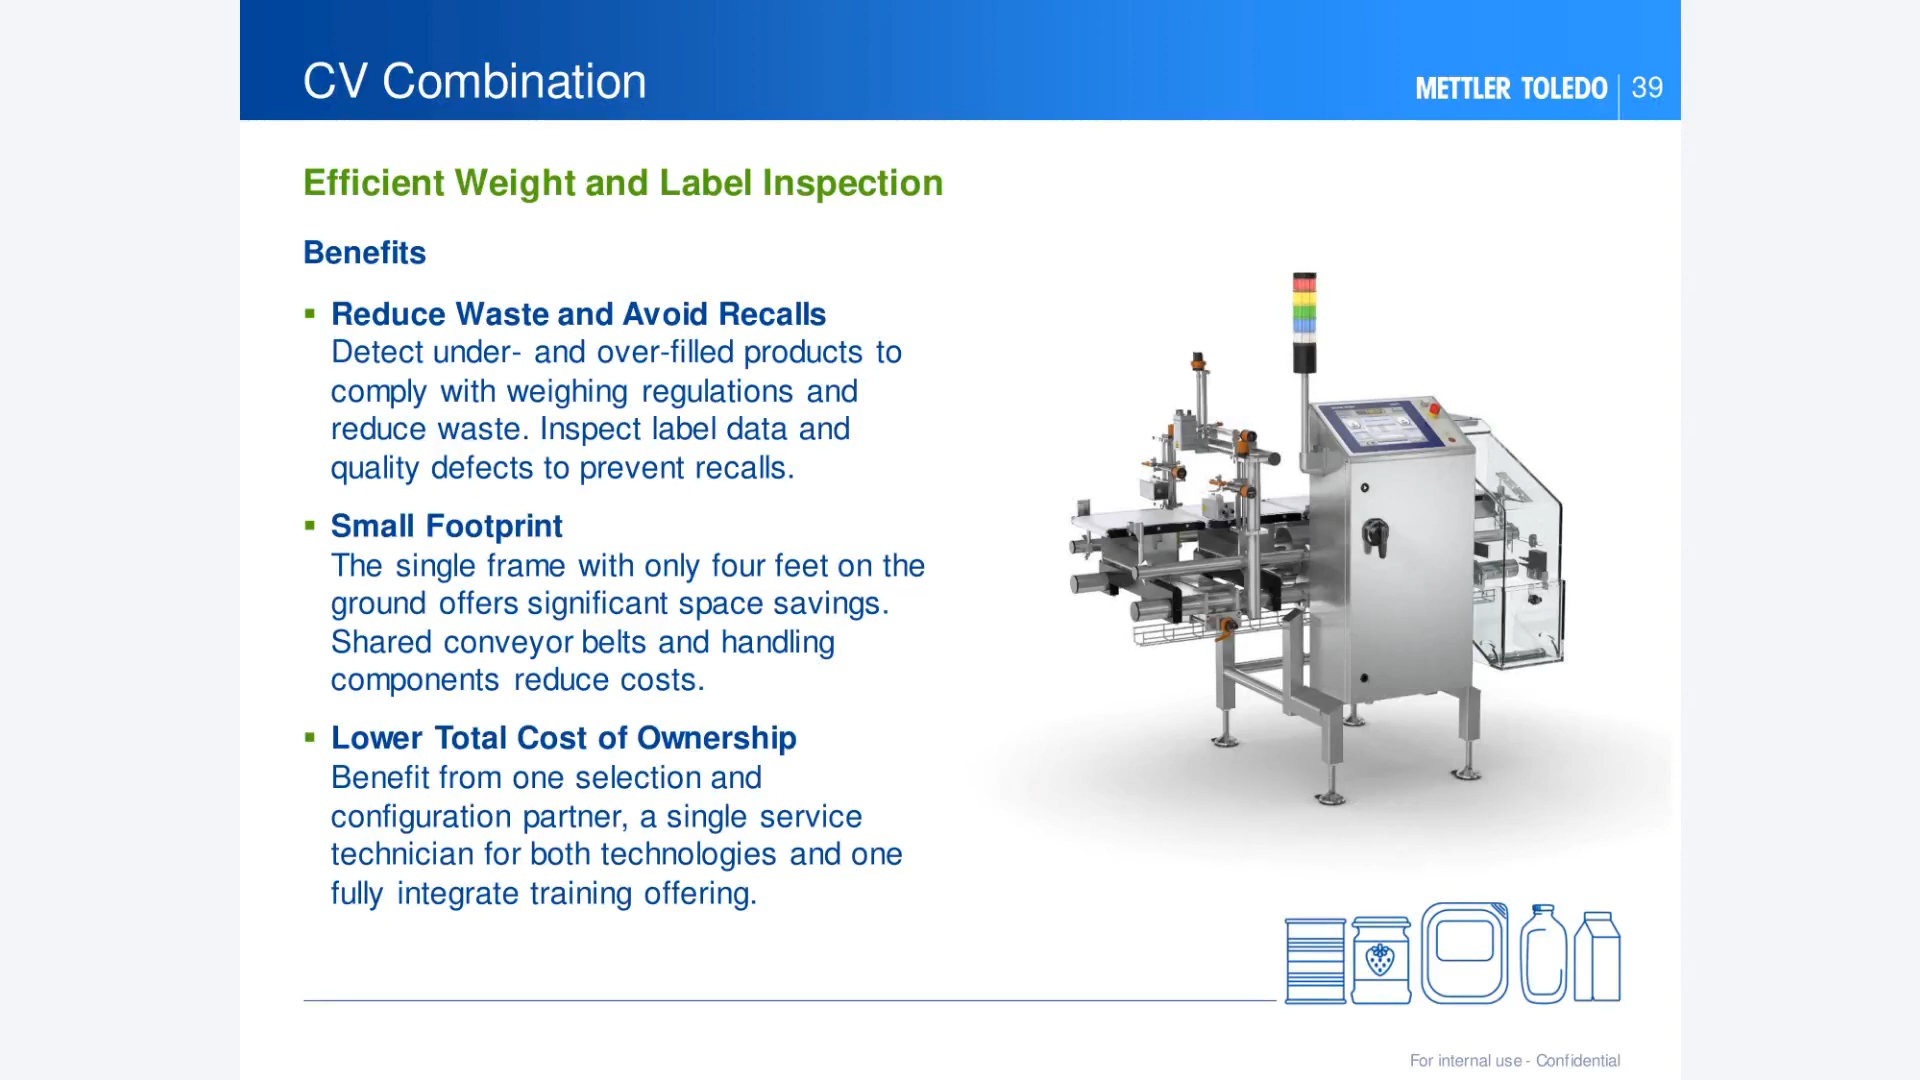 CV Combination
METTLER TOLEDO 39
Efficient Weight and Label Inspection
Benefits
Reduce Waste and Avoid Recalls
Detect under- and over-filled products to
comply with weighing regulations and
reduce waste. Inspect label data and
quality defects to prevent recalls.
Small Footprint
The single frame with only four feet on the
ground offers significant space savings.
Shared conveyor belts and handling
components reduce costs.
Lower Total Cost of Ownership
Benefit from one selection and
configuration partner, a single service
technician for both technologies and one
fully integrate training offering.
For internal use - Confidential